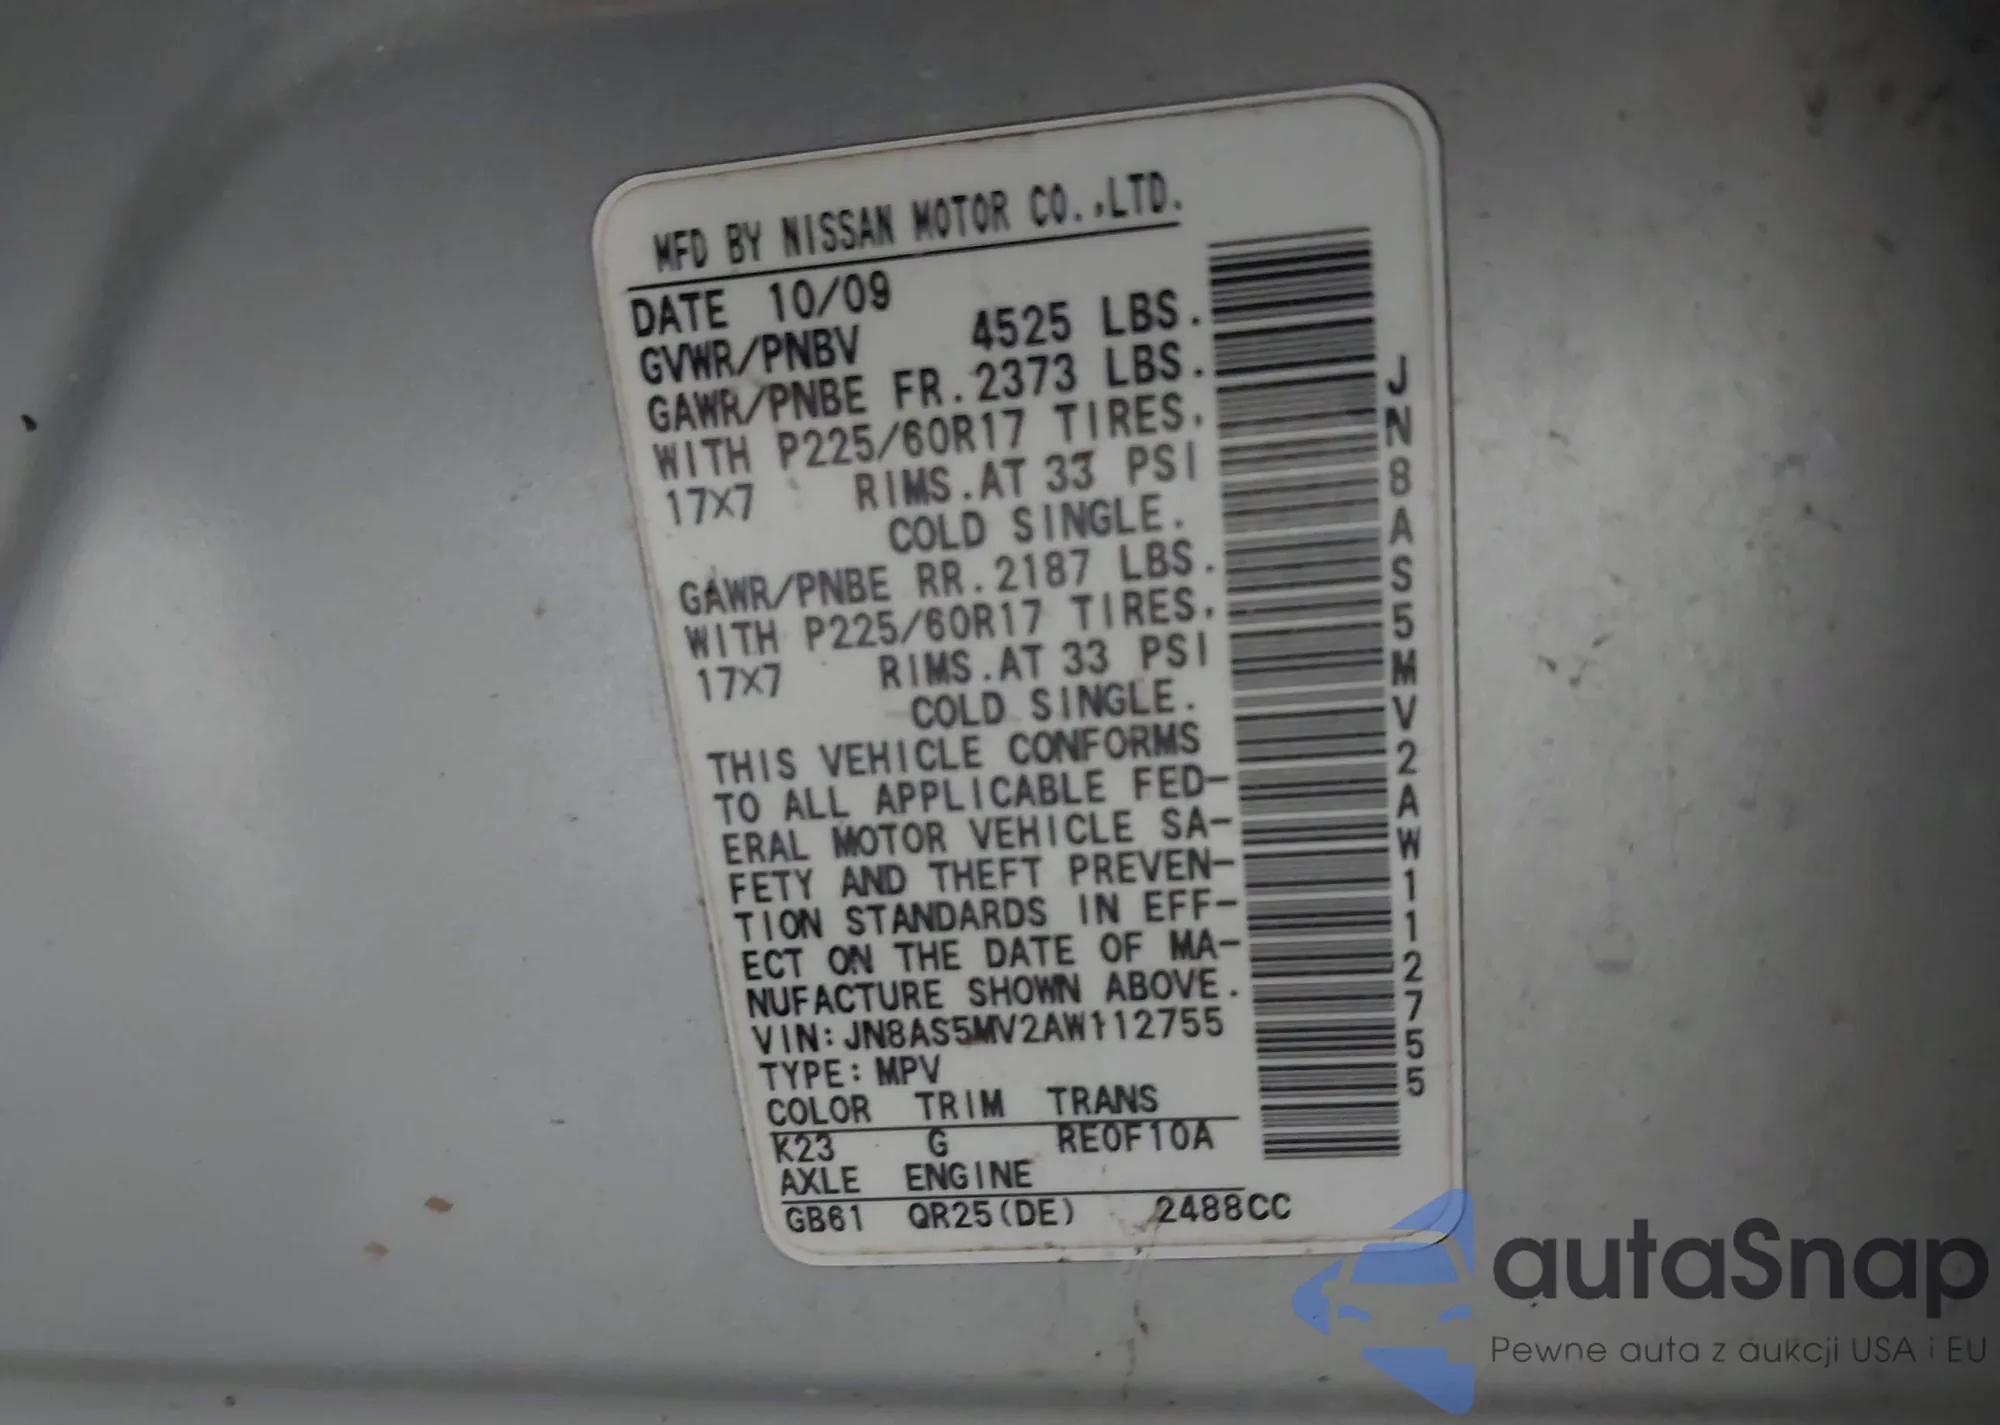 MFD BY NISSAN MOTOR CO.,LTD.
DATE 10/09
GVWR/PNBV 4525 LBS.
GAWR/PNBE FR.2373 LBS.
WITH P225/60R17 TIRES,
17X7 RIMS.AT 33 PSI
COLD SINGLE.
GAWR/PNBE RR.2187 LBS.
WITH P225/60R17 TIRES,
17X7 RIMS.AT 33 PSI
COLD SINGLE.
THIS VEHICLE CONFORMS
TO ALL APPLICABLE FED-
ERAL MOTOR VEHICLE SA-
FETY AND THEFT PREVEN-
TION STANDARDS IN EFF-
ECT ON THE DATE OF MA-
NUFACTURE SHOWN ABOVE.
VIN:JN8AS5MV2AW112755
TYPE:MPV
COLOR TRIM TRANS
K23 G RE0F10A
AXLE ENGINE
GB61 QR25(DE) 2488CC
JN8AS5MV2AW112755
autaSnap
Pewne auta z aukcji USA i EU